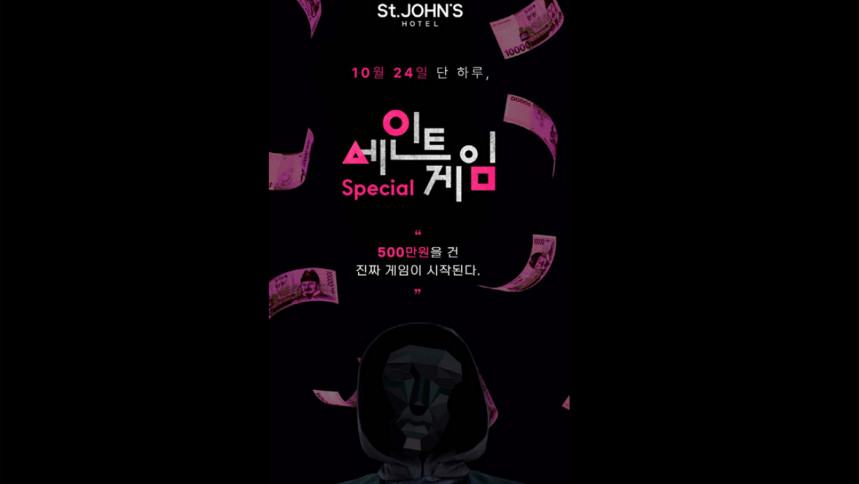 St.JOHN'S
HOTEL
10월 24일 단 하루,
세인트
게임
Special
“
500만원을 건
진짜 게임이 시작된다.
”
10000